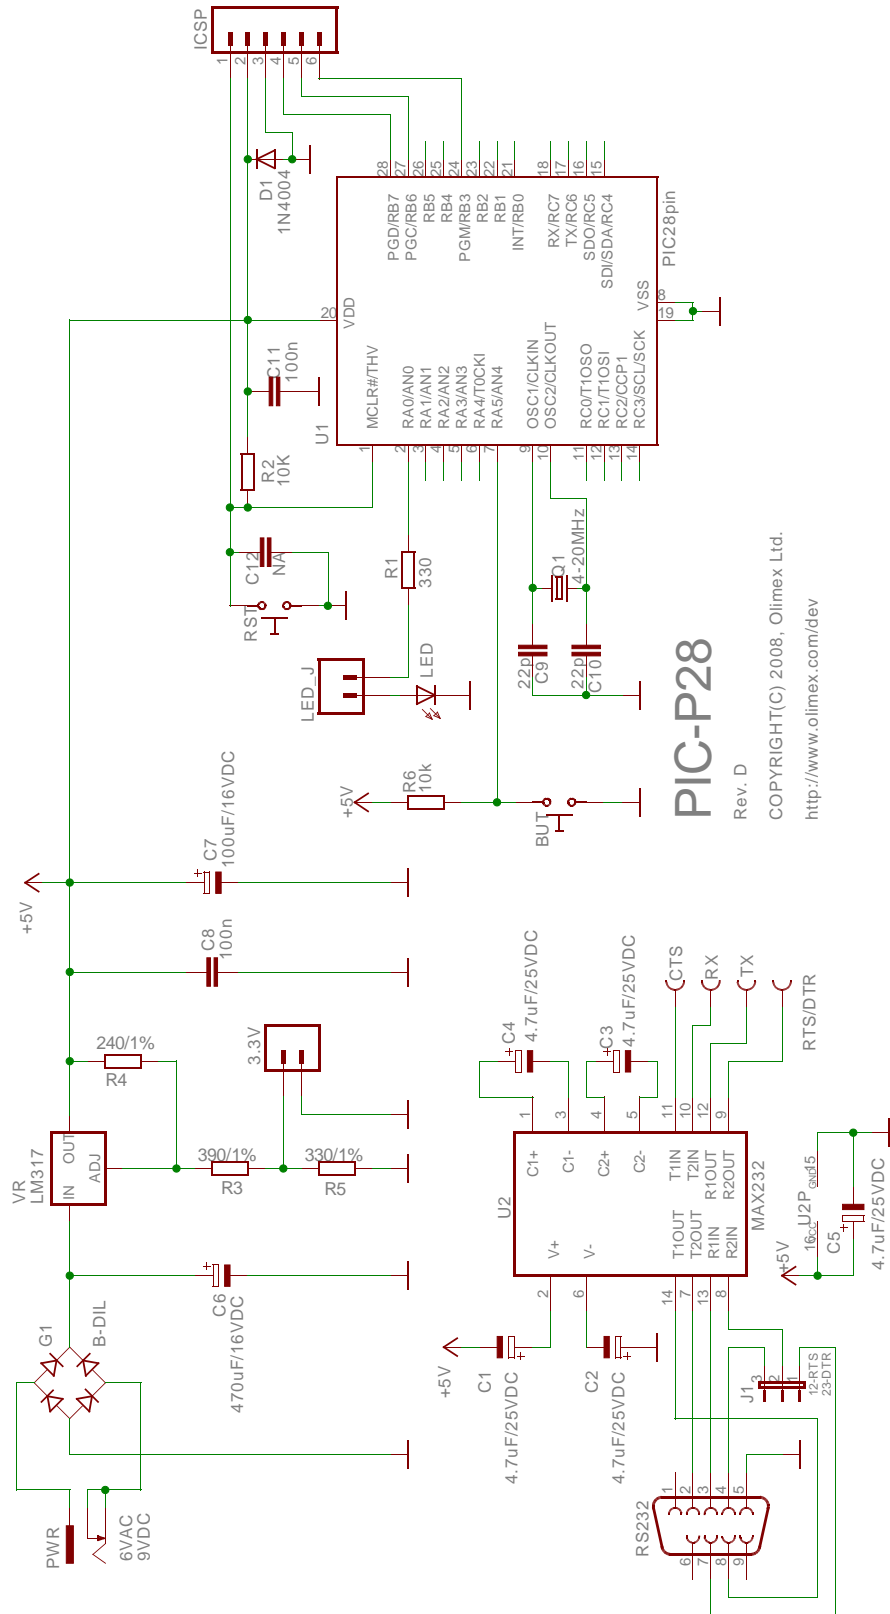 ICSP
1
2
3
4
5
6
D1
1N4004
28
27
26
25
24
23
22
21
18
17
16
15
PGD/RB7
PGC/RB6
RB5
RB4
PGM/RB3
RB2
RB1
INT/RB0
RX/RC7
TX/RC6
SDO/RC5
SDI/SDA/RC4
PIC28pin
20
VDD
VSS
8
19
C11
100n
MCLR#/THV
RA0/AN0
RA1/AN1
RA2/AN2
RA3/AN3
RA4/T0CKI
RA5/AN4
OSC1/CLKIN
OSC2/CLKOUT
RC0/T1OSO
RC1/T1OSI
RC2/CCP1
RC3/SCL/SCK
U1
1
2
3
4
5
6
7
9
10
11
12
13
14
R2
10K
C12
NA
RST
R1
330
Q1
4-20MHz
22p
C9
22p
C10
LED_J
LED
PIC-P28
Rev. D
COPYRIGHT(C) 2008, Olimex Ltd.
http://www.olimex.com/dev
+5V
R6
10k
BUT
+5V
C7
100uF/16VDC
C8
100n
240/1%
R4
3.3V
VR
LM317
IN
OUT
ADJ
390/1%
R3
330/1%
R5
C6
470uF/16VDC
G1
B-DIL
PWR
6VAC
9VDC
C4
4.7uF/25VDC
C3
4.7uF/25VDC
CTS
RX
TX
RTS/DTR
1
3
4
5
11
10
12
9
C1+
C1-
C2+
C2-
T1IN
T2IN
R1OUT
R2OUT
U2
MAX232
V+
V-
T1OUT
T2OUT
R1IN
R2IN
2
6
14
7
13
8
U2P
GND
15
16
VCC
+5V
C5
4.7uF/25VDC
+5V
C1
4.7uF/25VDC
C2
4.7uF/25VDC
J1
3
2
1
12-RTS
23-DTR
RS232
1
2
3
4
5
6
7
8
9